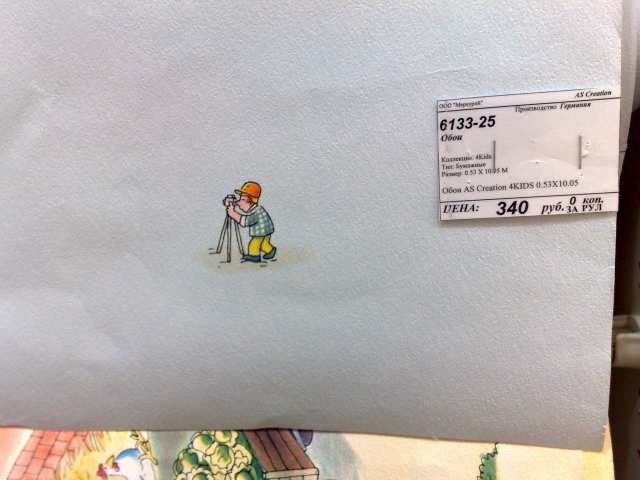 AS Creation
ООО "Меркурий" Производство Германия
6133-25
Обои
Коллекция: 4Kids
Тип: Бумажные
Размер: 0.53 X 10.05 М
Обои AS Creation 4KIDS 0.53X10.05
ЦЕНА: 340 руб. 0 коп.
ЗА РУЛ